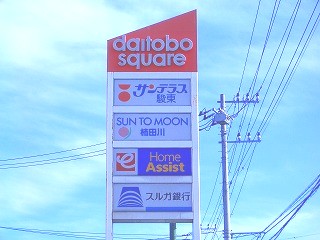 daitobo
square
サンテラス
駿東
SUN TO MOON
柿田川
Home
Assist
スルガ銀行